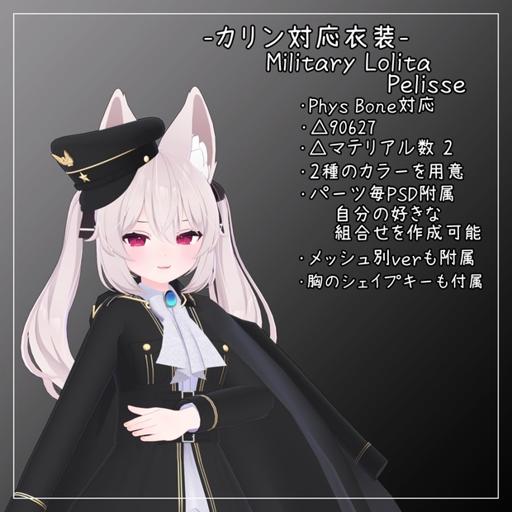 -カリン対応衣装-
Military Lolita
Pelisse
・Phys Bone対応
・△90627
・△マテリアル数 2
・2種のカラーを用意
・パーツ毎PSD附属
自分の好きな
組合せを作成可能
・メッシュ別verも附属
・胸のシェイプキーも付属